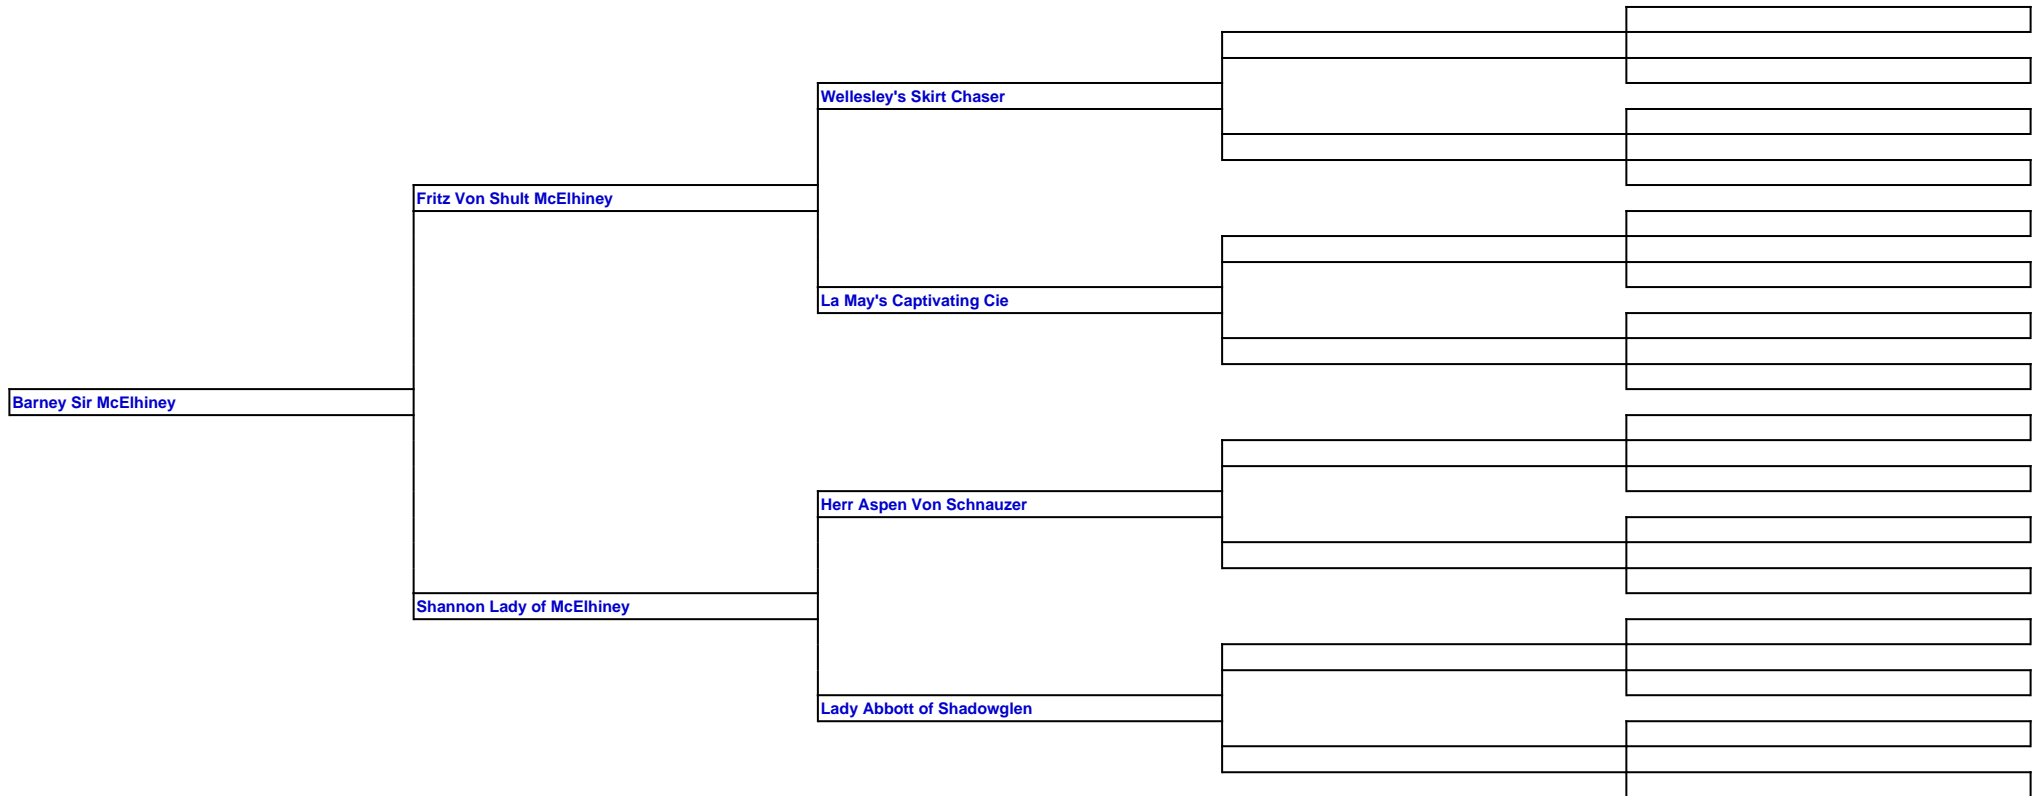 Wellesley's Skirt Chaser
Fritz Von Shult McElhiney
La May's Captivating Cie
Barney Sir McElhiney
Herr Aspen Von Schnauzer
Shannon Lady of McElhiney
Lady Abbott of Shadowglen